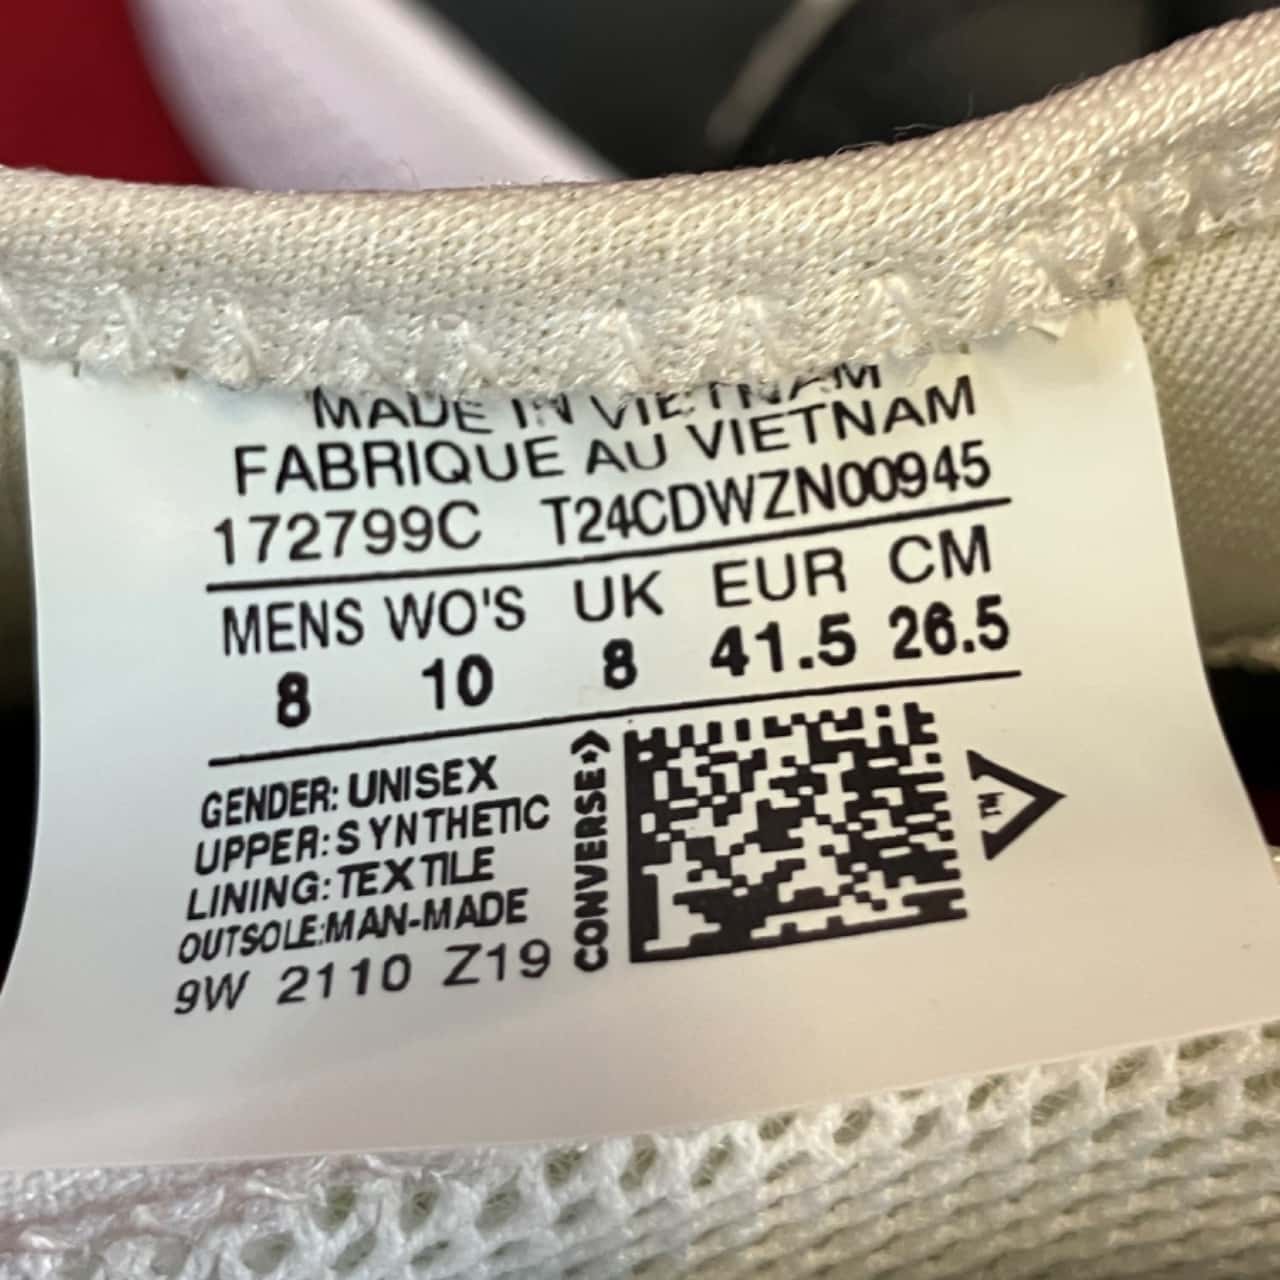 MADE IN VIETNAM
FABRIQUE AU VIETNAM
172799C T24CDWZN00945
MENS WO'S UK EUR CM
8 10 8 41.5 26.5
GENDER: UNISEX
UPPER: SYNTHETIC
LINING: TEXTILE
OUTSOLE:MAN-MADE
9W 2110 Z19
CONVERSE
TM